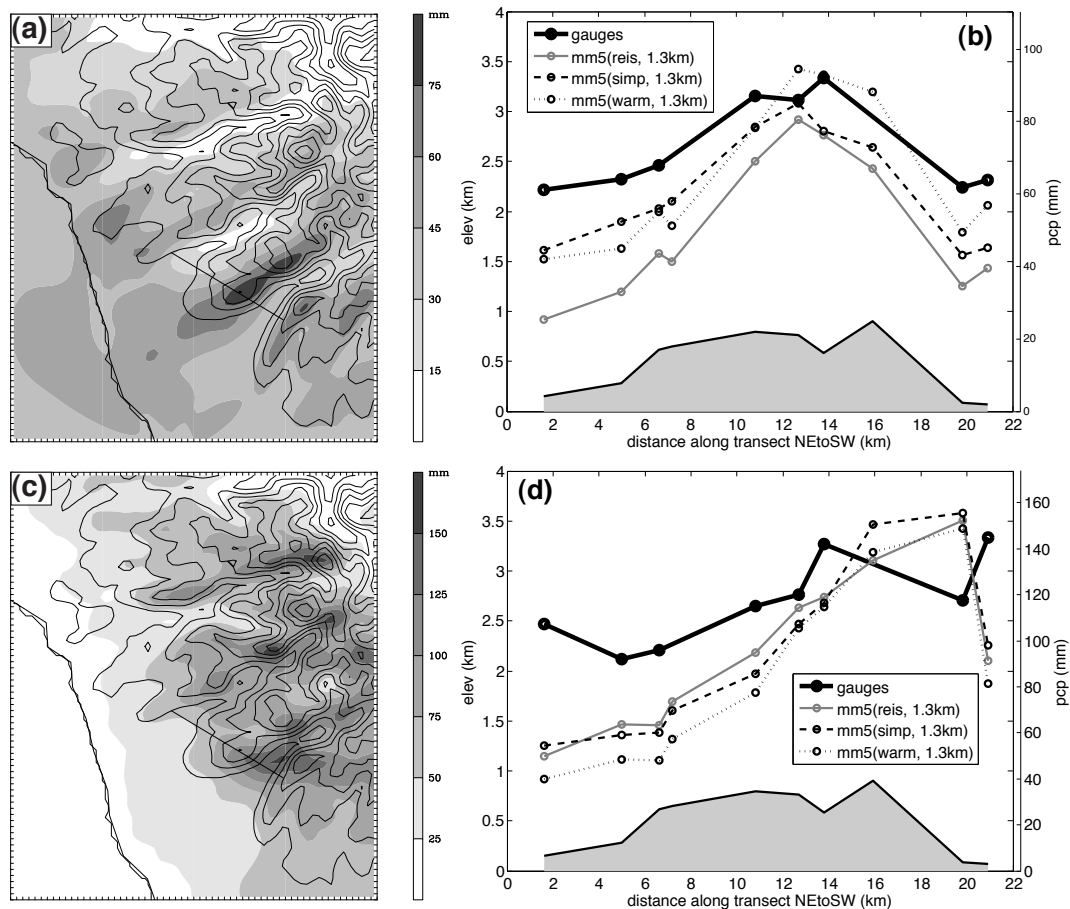 (a)
mm
75
60
45
30
15
(b)
4
3.5
3
2.5
2
1.5
1
0.5
0
elev (km)
gauges
mm5(reis, 1.3km)
mm5(simp, 1.3km)
mm5(warm, 1.3km)
100
80
60
40
20
0
pcp (mm)
0 2 4 6 8 10 12 14 16 18 20 22
distance along transect NEtoSW (km)
(c)
mm
150
125
100
75
50
25
(d)
4
3.5
3
2.5
2
1.5
1
0.5
0
elev (km)
gauges
mm5(reis, 1.3km)
mm5(simp, 1.3km)
mm5(warm, 1.3km)
160
140
120
100
80
60
40
20
0
pcp (mm)
0 2 4 6 8 10 12 14 16 18 20 22
distance along transect NEtoSW (km)